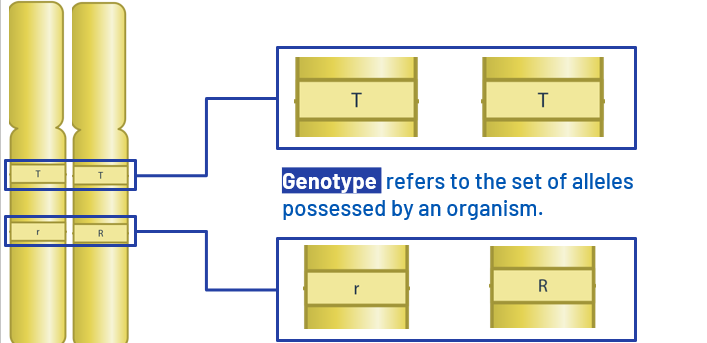 T T
T T
Genotype refers to the set of alleles
possessed by an organism.
r R
r R